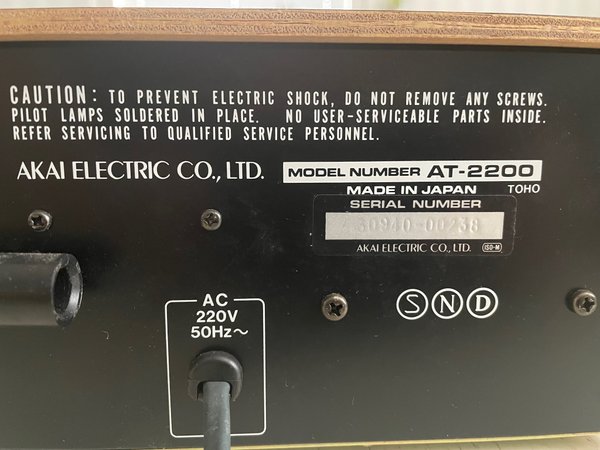 CAUTION: TO PREVENT ELECTRIC SHOCK, DO NOT REMOVE ANY SCREWS.
PILOT LAMPS SOLDERED IN PLACE. NO USER-SERVICEABLE PARTS INSIDE.
REFER SERVICING TO QUALIFIED SERVICE PERSONNEL.
AKAI ELECTRIC CO., LTD. MODEL NUMBER AT-2200
MADE IN JAPAN TOHO
SERIAL NUMBER
AKAI ELECTRIC CO., LTD. ISO-M
S N D
AC
220V
50Hz~